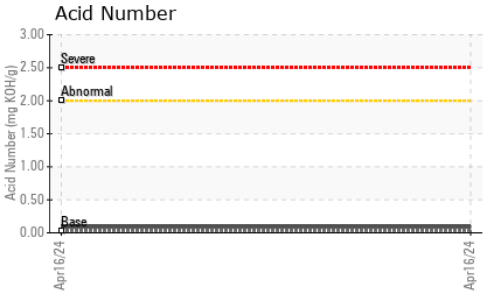 Acid Number
3.00
Severe
2.50
Abnormal
2.00
1.50
1.00
0.50
Base
0.00
Acid Number (mg KOH/g)
Apr16/24
Apr16/24